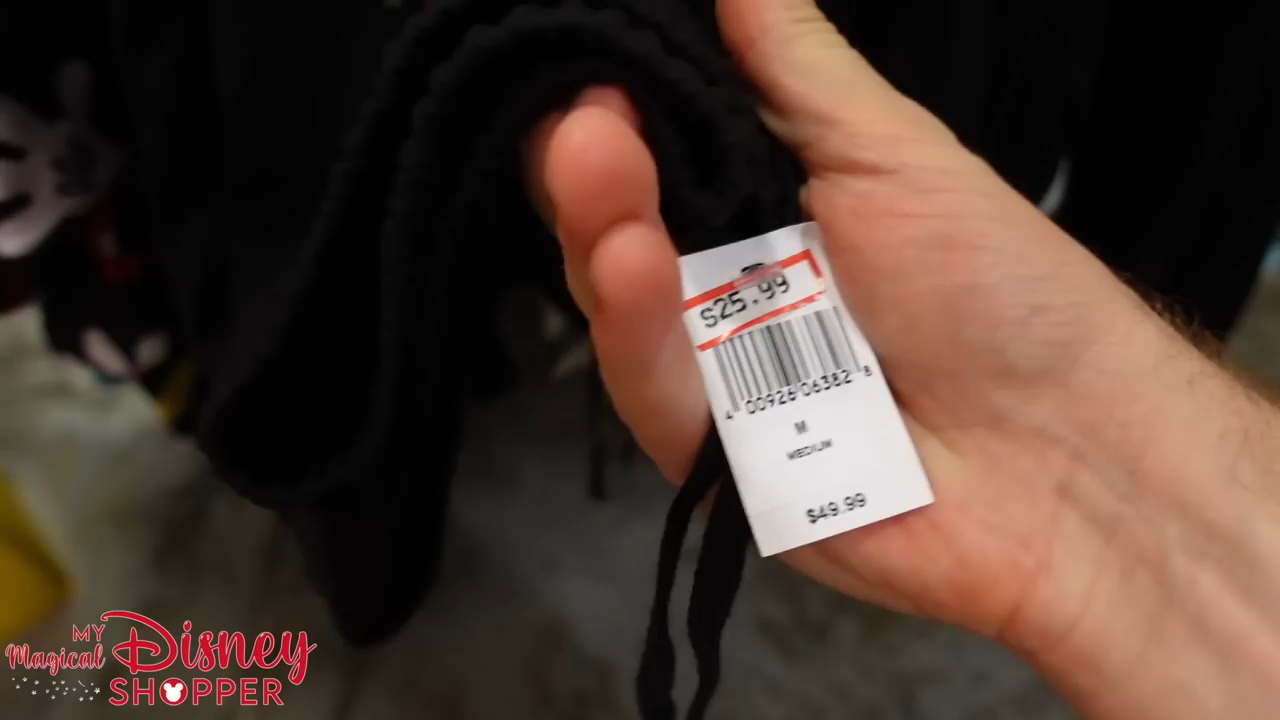 $25.99
4 00926 06382 8
M
MEDIUM
$49.99
MY
Magical Disney
SHOPPER